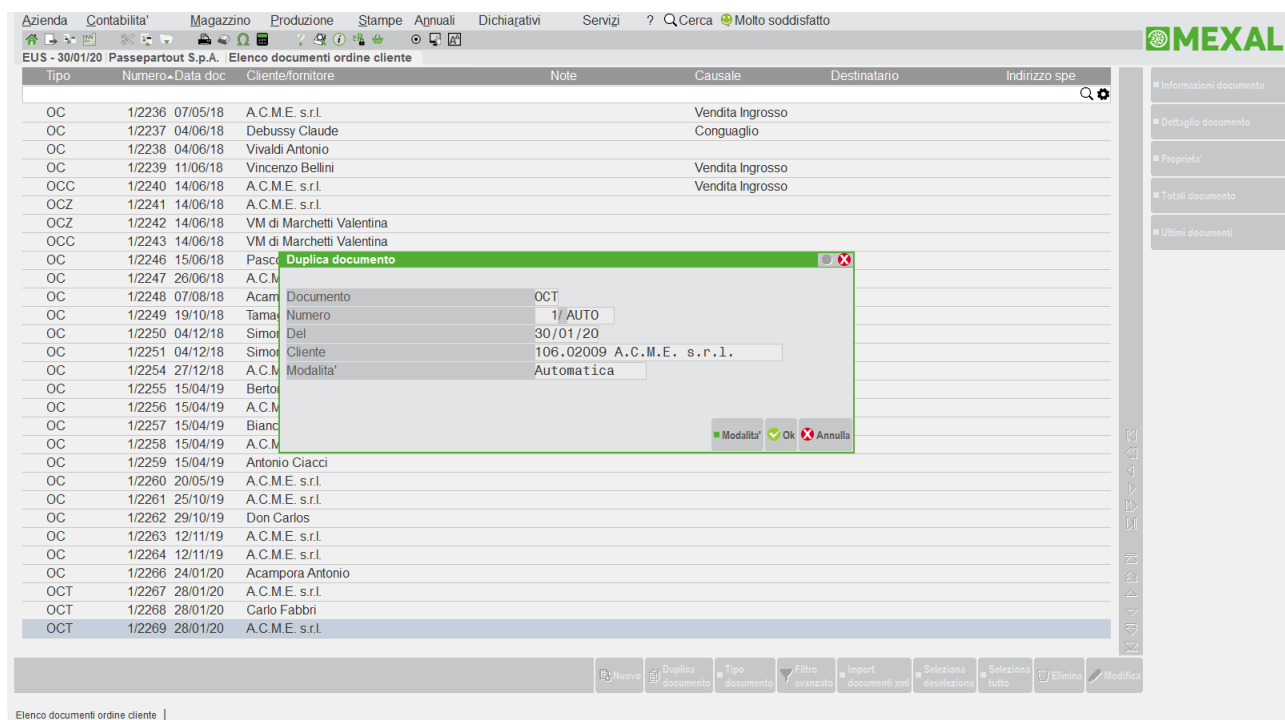 Azienda Contabilita' Magazzino Produzione Stampe Annuali Dichiarativi Servizi ? Cerca Molto soddisfatto
MEXAL
EUS - 30/01/20 Passepartout S.p.A. Elenco documenti ordine cliente
Tipo Numero Data doc Cliente/fornitore Note Causale Destinatario Indirizzo spe
OC 1/2236 07/05/18 A.C.M.E. s.r.l. Vendita Ingrosso
OC 1/2237 04/06/18 Debussy Claude Conguaglio
OC 1/2238 04/06/18 Vivaldi Antonio
OC 1/2239 11/06/18 Vincenzo Bellini Vendita Ingrosso
OCC 1/2240 14/06/18 A.C.M.E. s.r.l. Vendita Ingrosso
OCZ 1/2241 14/06/18 A.C.M.E. s.r.l.
OCZ 1/2242 14/06/18 VM di Marchetti Valentina
OCC 1/2243 14/06/18 VM di Marchetti Valentina
OC 1/2246 15/06/18 Pasco
OC 1/2247 26/06/18 A.C.M
OC 1/2248 07/08/18 Acam
OC 1/2249 19/10/18 Tama
OC 1/2250 04/12/18 Simo
OC 1/2251 04/12/18 Simo
OC 1/2254 27/12/18 A.C.M
OC 1/2255 15/04/19 Berto
OC 1/2256 15/04/19 A.C.M
OC 1/2257 15/04/19 Bianc
OC 1/2258 15/04/19 A.C.M
OC 1/2259 15/04/19 Antonio Ciacci
OC 1/2260 20/05/19 A.C.M.E. s.r.l.
OC 1/2261 25/10/19 A.C.M.E. s.r.l.
OC 1/2262 29/10/19 Don Carlos
OC 1/2263 12/11/19 A.C.M.E. s.r.l.
OC 1/2264 12/11/19 A.C.M.E. s.r.l.
OC 1/2266 24/01/20 Acampora Antonio
OCT 1/2267 28/01/20 A.C.M.E. s.r.l.
OCT 1/2268 28/01/20 Carlo Fabbri
OCT 1/2269 28/01/20 A.C.M.E. s.r.l.
Duplica documento
Documento OCT
Numero 1/ AUTO
Del 30/01/20
Cliente 106.02009 A.C.M.E. s.r.l.
Modalita' Automatica
Modalita' Ok Annulla
Informazioni documento
Dettaglio documento
Proprieta'
Totali documento
Ultimi documenti
Nuovo Duplica documento Tipo documento Filtro avanzato Import documenti xml Seleziona deseleziona Seleziona tutto Elimina Modifica
Elenco documenti ordine cliente